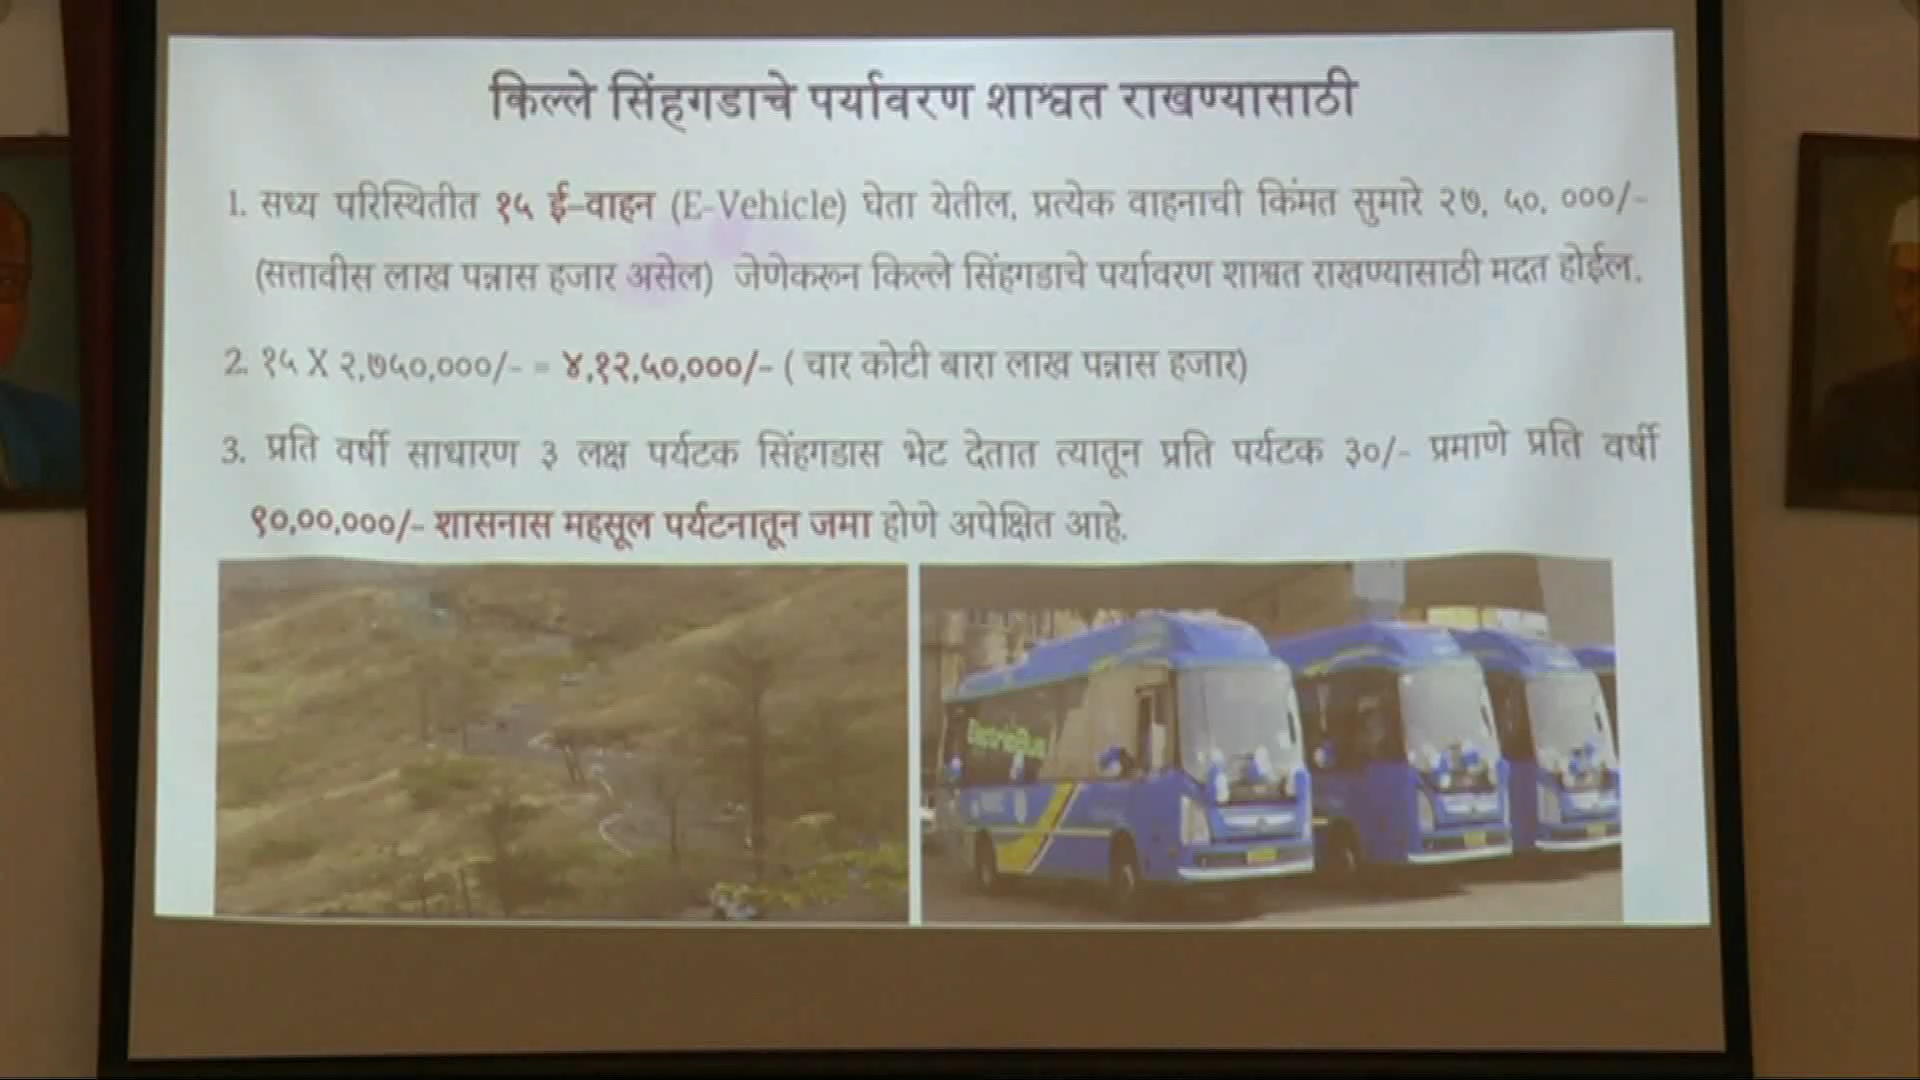 किल्ले सिंहगडाचे पर्यावरण शाश्वत राखण्यासाठी
1. सध्य परिस्थितीत १५ ई-वाहन (E-Vehicle) घेता येतील, प्रत्येक वाहनाची किंमत सुमारे २७, ५०, ०००/-
(सत्तावीस लाख पन्नास हजार असेल) जेणेकरून किल्ले सिंहगडाचे पर्यावरण शाश्वत राखण्यासाठी मदत होईल.
2. १५ X २,७५०,०००/- = ४,१२,५०,०००/- ( चार कोटी बारा लाख पन्नास हजार)
3. प्रति वर्षी साधारण ३ लक्ष पर्यटक सिंहगडास भेट देतात त्यातून प्रति पर्यटक ३०/- प्रमाणे प्रति वर्षी
९०,००,०००/- शासनास महसूल पर्यटनातून जमा होणे अपेक्षित आहे.
Electric Bus